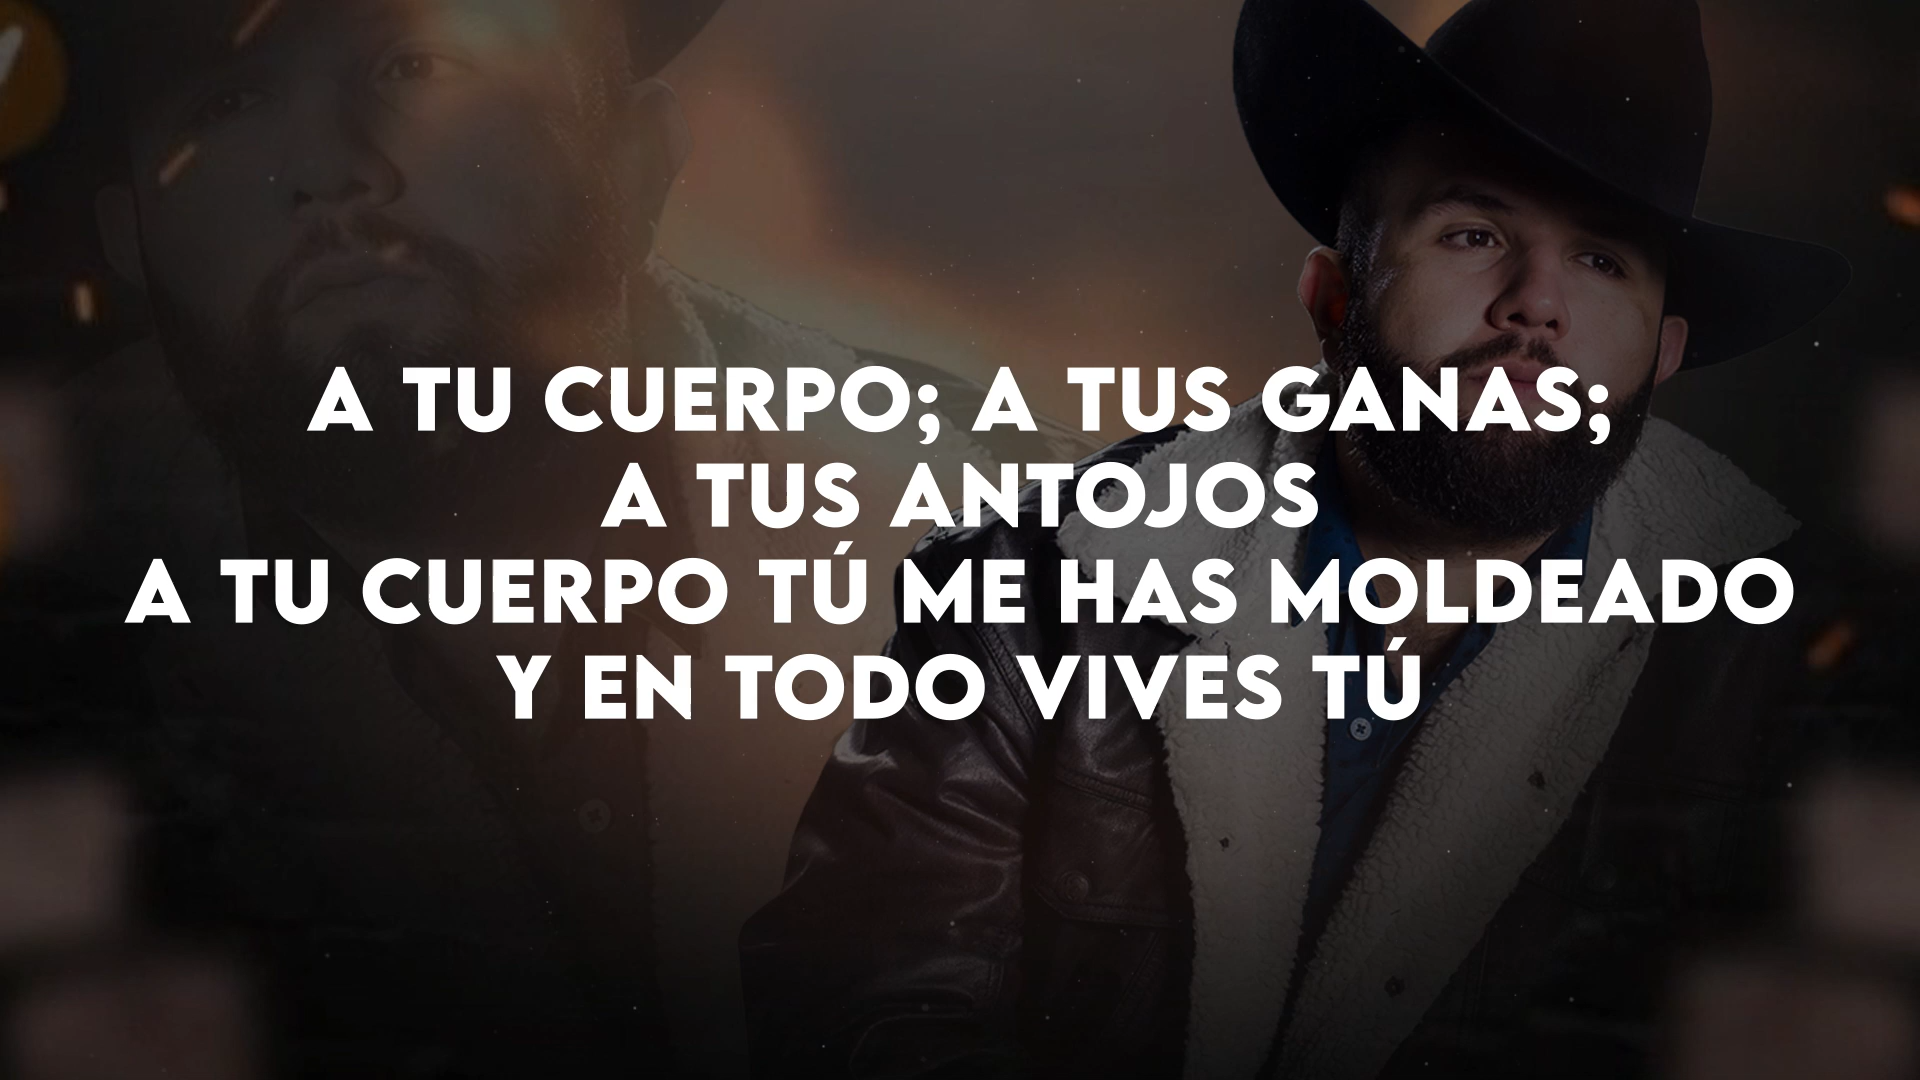 A TU CUERPO; A TUS GANAS;
A TUS ANTOJOS
A TU CUERPO TÚ ME HAS MOLDEADO
Y EN TODO VIVES TÚ